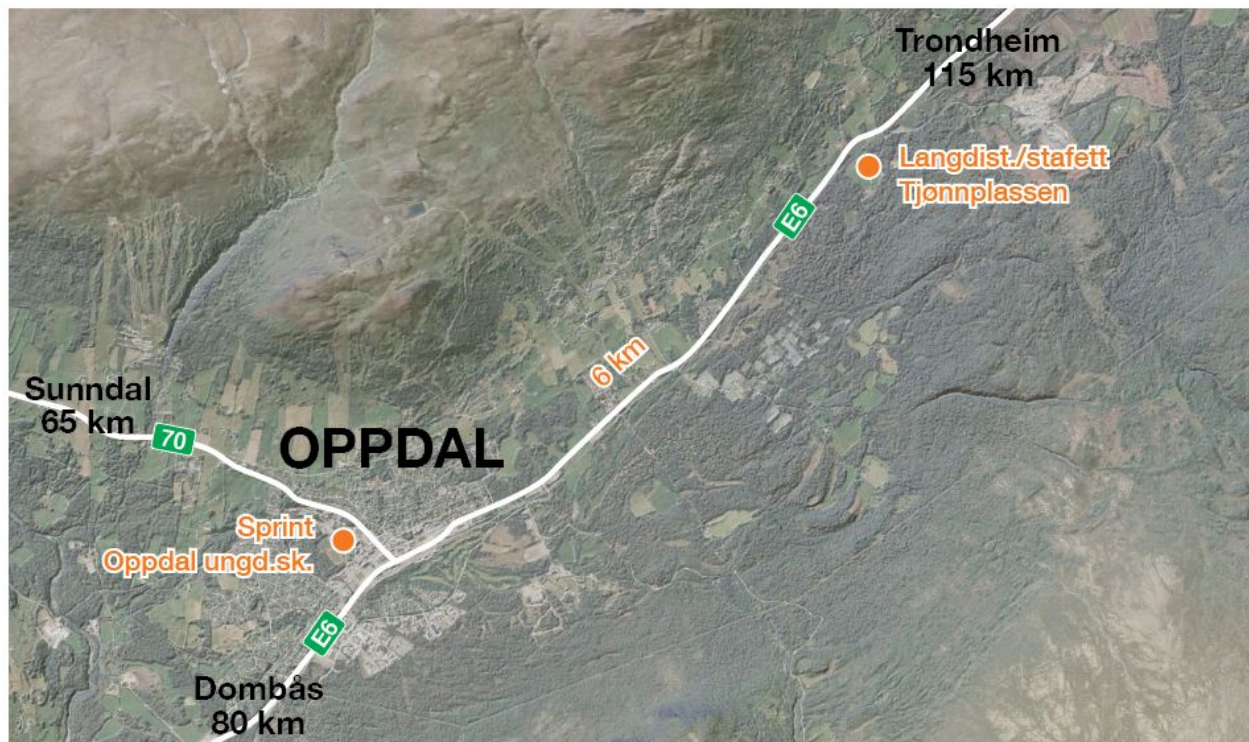 Trondheim
115 km
Langdist./stafett
Tjønnplassen
E6
6 km
Sunndal
65 km
70
OPPDAL
Sprint
Oppdal ungd.sk.
E6
Dombås
80 km